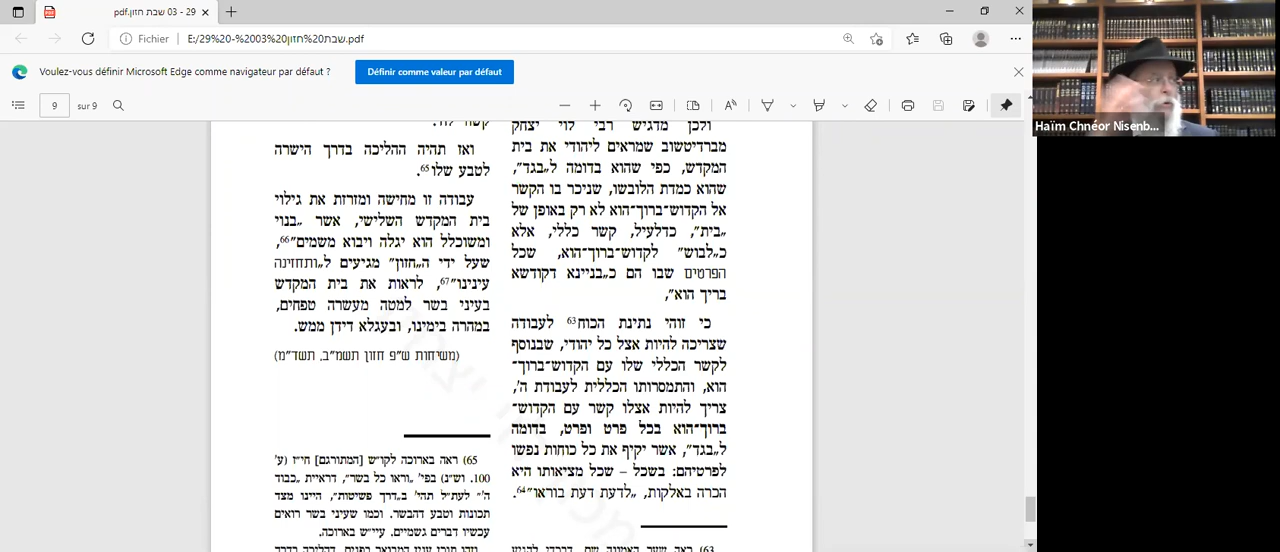 03 - 29 שבת חזון.pdf
Fichier
E:/29%20-%2003%20שבת%20חזון.pdf
Voulez-vous définir Microsoft Edge comme navigateur par défaut ?
Définir comme valeur par défaut
9
sur 9
Haïm Chnéor Nisenb...
ולכן מדגיש רבי לוי יצחק
מברדיטשוב שמראים ליהודי את בית
המקדש, כפי שהוא בדומה ל„בגד",
שהוא כמדת הלובשו, שניכר בו הקשר
אל הקדוש־ברוך־הוא לא רק באופן של
„בית", כדלעיל, קשר כללי, אלא
כ„לבוש" לקדוש־ברוך־הוא, שכל
הפרטים שבו הם כ„בניינא דקודשא
בריך הוא",
כי זוהי נתינת הכוח63 לעבודה
שצריכה להיות אצל כל יהודי, שבנוסף
לקשר הכללי שלו עם הקדוש־ברוך־
הוא, והתמסרותו הכללית לעבודת ה',
צריך להיות אצלו קשר עם הקדוש־
ברוך־הוא בכל פרט ופרט, בדומה
ל„בגד", אשר יקיף את כל כוחות נפשו
לפרטיהם: בשכל – שכל מציאותו היא
הכרה באלקות, „לדעת דעת בוראו"64.
ואז תהיה ההליכה בדרך הישרה
לטבע שלו65.
עבודה זו מחישה ומזרזת את גילוי
בית המקדש השלישי, אשר „בנוי
ומשוכלל הוא יגלה ויבוא משמים"66,
שעל ידי ה„חזון" מגיעים ל„ותחזינה
עינינו"67, לראות את בית המקדש
בעיני בשר למטה מעשרה טפחים,
במהרה בימינו, ובעגלא דידן ממש.
(משיחות ש"פ חזון תשמ"ב, תשד"מ)
65) ראה בארוכה לקו"ש [המתורגם] חי"ז (ע'
100. וש"נ) בפי' „וראו כל בשר", דראיית „כבוד
ה'" לעת"ל תהי' ב„דרך פשיטות", היינו מצד
תכונות וטבע דהבשר. וכמו שעיני בשר רואים
עכשיו דברים גשמיים, עיי"ש בארוכה.